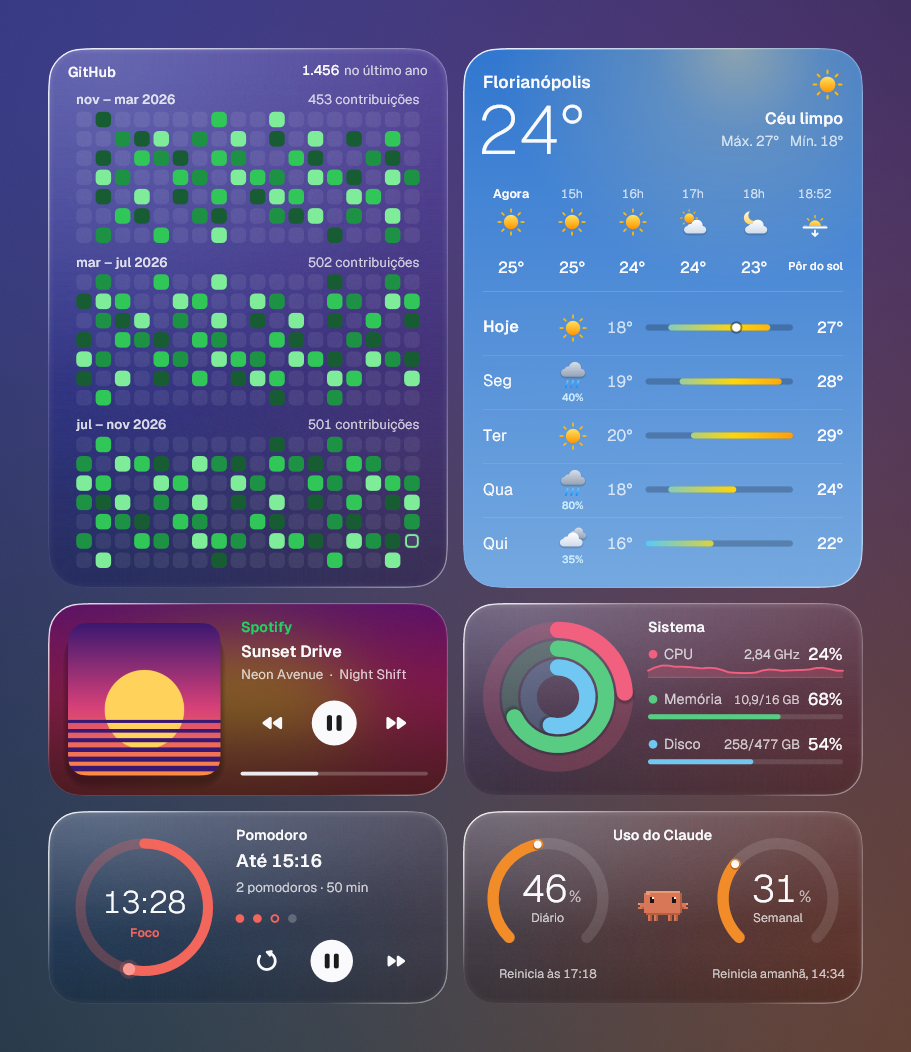 GitHub
1.456 no último ano
nov – mar 2026
453 contribuições
mar – jul 2026
502 contribuições
jul – nov 2026
501 contribuições
Florianópolis
24°
Céu limpo
Máx. 27° Mín. 18°
Agora 15h 16h 17h 18h 18:52
25° 25° 24° 24° 23° Pôr do sol
Hoje 18° 27°
Seg 40% 19° 28°
Ter 20° 29°
Qua 80% 18° 24°
Qui 35% 16° 22°
Spotify
Sunset Drive
Neon Avenue · Night Shift
Sistema
CPU 2,84 GHz 24%
Memória 10,9/16 GB 68%
Disco 258/477 GB 54%
13:28
Foco
Pomodoro
Até 15:16
2 pomodoros · 50 min
Uso do Claude
46%
Diário
31%
Semanal
Reinicia às 17:18
Reinicia amanhã, 14:34